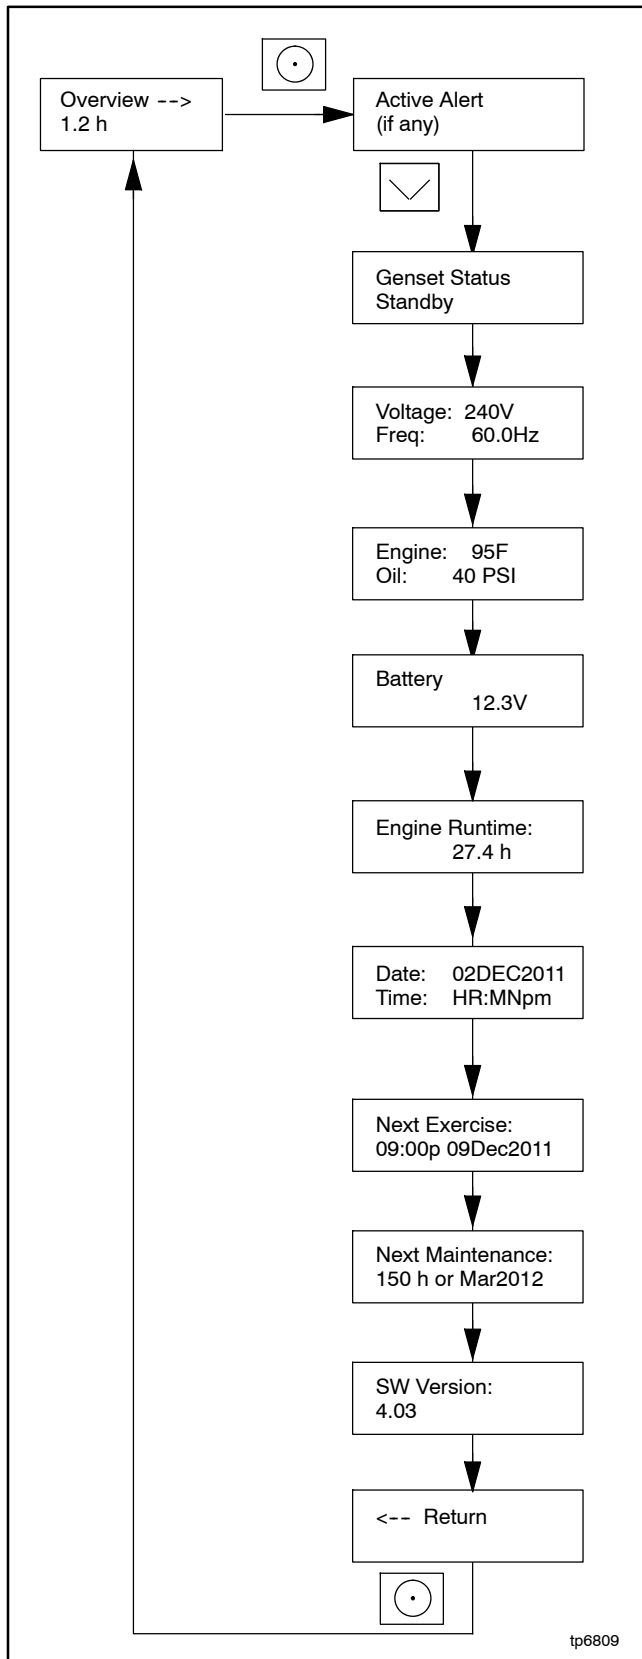 Overview -->
1.2 h
Active Alert
(if any)
Genset Status
Standby
Voltage: 240V
Freq: 60.0Hz
Engine: 95F
Oil: 40 PSI
Battery
12.3V
Engine Runtime:
27.4 h
Date: 02DEC2011
Time: HR:MNpm
Next Exercise:
09:00p 09Dec2011
Next Maintenance:
150 h or Mar2012
SW Version:
4.03
<-- Return
tp6809